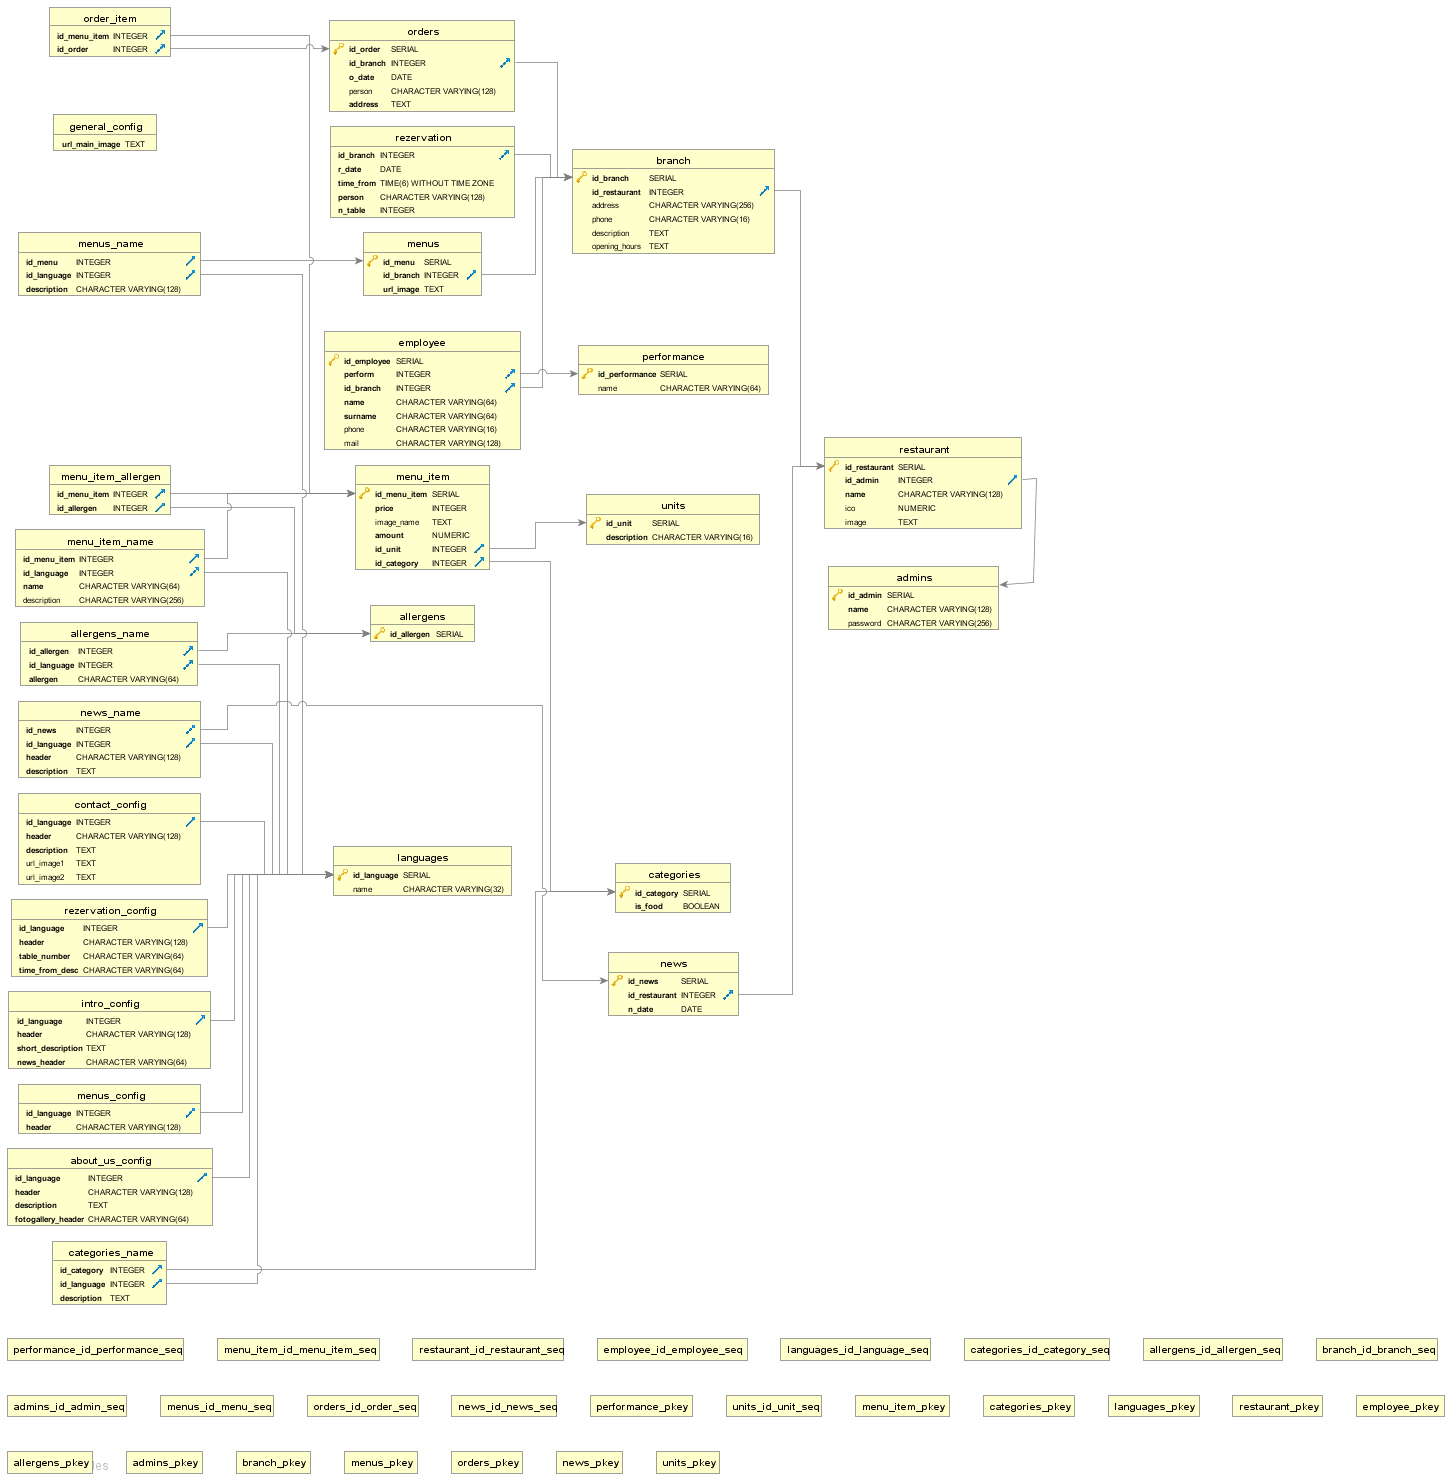 order_item
id_menu_item INTEGER
id_order INTEGER
orders
id_order SERIAL
id_branch INTEGER
o_date DATE
person CHARACTER VARYING(128)
address TEXT
general_config
url_main_image TEXT
rezervation
id_branch INTEGER
r_date DATE
time_from TIME(6) WITHOUT TIME ZONE
person CHARACTER VARYING(128)
n_table INTEGER
branch
id_branch SERIAL
id_restaurant INTEGER
address CHARACTER VARYING(256)
phone CHARACTER VARYING(16)
description TEXT
opening_hours TEXT
menus_name
id_menu INTEGER
id_language INTEGER
description CHARACTER VARYING(128)
menus
id_menu SERIAL
id_branch INTEGER
url_image TEXT
employee
id_employee SERIAL
perform INTEGER
id_branch INTEGER
name CHARACTER VARYING(64)
surname CHARACTER VARYING(64)
phone CHARACTER VARYING(16)
mail CHARACTER VARYING(128)
performance
id_performance SERIAL
name CHARACTER VARYING(64)
restaurant
id_restaurant SERIAL
id_admin INTEGER
name CHARACTER VARYING(128)
ico NUMERIC
image TEXT
menu_item_allergen
id_menu_item INTEGER
id_allergen INTEGER
menu_item
id_menu_item SERIAL
price INTEGER
image_name TEXT
amount NUMERIC
id_unit INTEGER
id_category INTEGER
units
id_unit SERIAL
description CHARACTER VARYING(16)
menu_item_name
id_menu_item INTEGER
id_language INTEGER
name CHARACTER VARYING(64)
description CHARACTER VARYING(256)
admins
id_admin SERIAL
name CHARACTER VARYING(128)
password CHARACTER VARYING(256)
allergens
id_allergen SERIAL
allergens_name
id_allergen INTEGER
id_language INTEGER
allergen CHARACTER VARYING(64)
news_name
id_news INTEGER
id_language INTEGER
header CHARACTER VARYING(128)
description TEXT
contact_config
id_language INTEGER
header CHARACTER VARYING(128)
description TEXT
url_image1 TEXT
url_image2 TEXT
languages
id_language SERIAL
name CHARACTER VARYING(32)
categories
id_category SERIAL
is_food BOOLEAN
rezervation_config
id_language INTEGER
header CHARACTER VARYING(128)
table_number CHARACTER VARYING(64)
time_from_desc CHARACTER VARYING(64)
news
id_news SERIAL
id_restaurant INTEGER
n_date DATE
intro_config
id_language INTEGER
header CHARACTER VARYING(128)
short_description TEXT
news_header CHARACTER VARYING(64)
menus_config
id_language INTEGER
header CHARACTER VARYING(128)
about_us_config
id_language INTEGER
header CHARACTER VARYING(128)
description TEXT
fotogallery_header CHARACTER VARYING(64)
categories_name
id_category INTEGER
id_language INTEGER
description TEXT
performance_id_performance_seq menu_item_id_menu_item_seq restaurant_id_restaurant_seq employee_id_employee_seq languages_id_language_seq categories_id_category_seq allergens_id_allergen_seq branch_id_branch_seq
admins_id_admin_seq menus_id_menu_seq orders_id_order_seq news_id_news_seq performance_pkey units_id_unit_seq menu_item_pkey categories_pkey languages_pkey restaurant_pkey employee_pkey
allergens_pkey admins_pkey branch_pkey menus_pkey orders_pkey news_pkey units_pkey